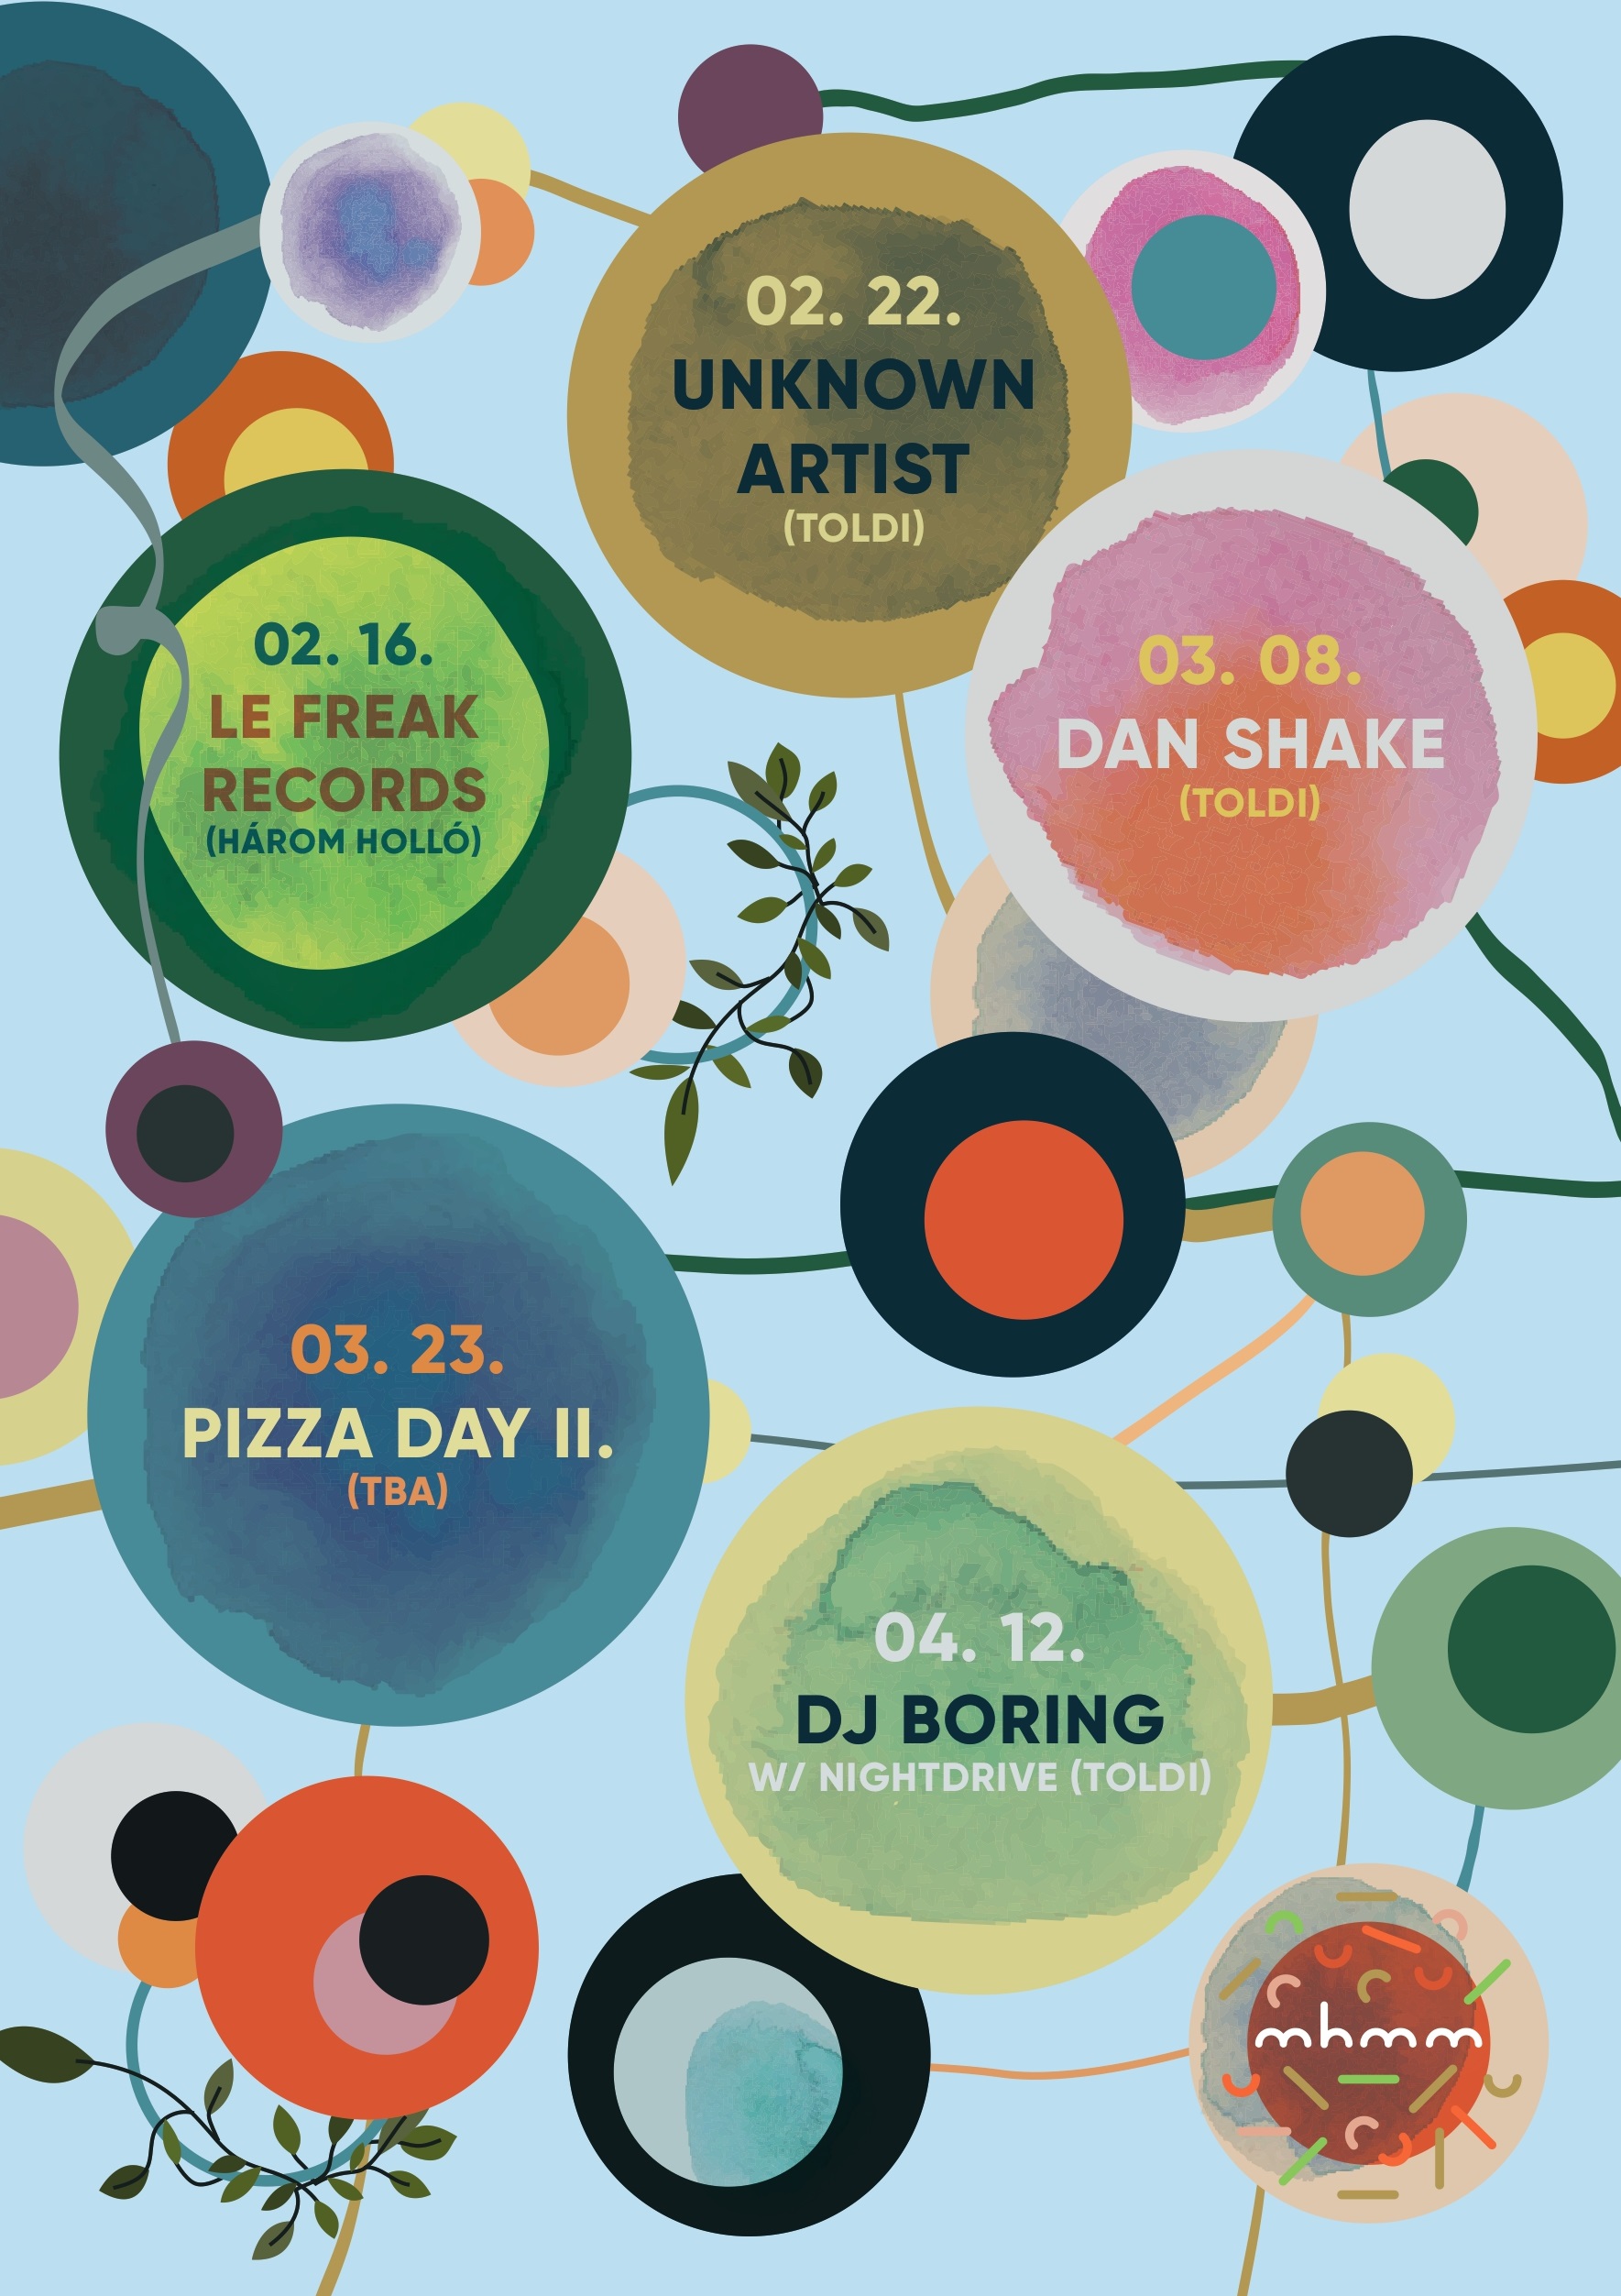 02. 22.
UNKNOWN
ARTIST
(TOLDI)
02. 16.
LE FREAK
RECORDS
(HÁROM HOLLÓ)
03. 08.
DAN SHAKE
(TOLDI)
03. 23.
PIZZA DAY II.
(TBA)
04. 12.
DJ BORING
W/ NIGHTDRIVE (TOLDI)
mhmm